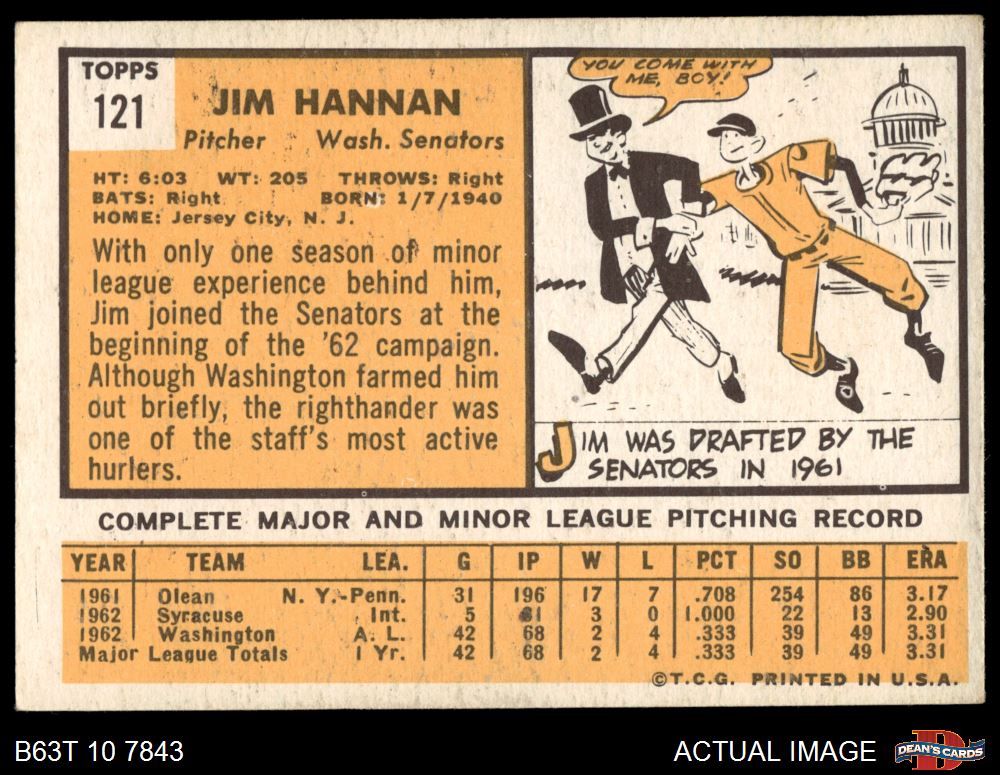 TOPPS
121
JIM HANNAN
Pitcher Wash. Senators
HT: 6:03 WT: 205 THROWS: Right
BATS: Right BORN: 1/7/1940
HOME: Jersey City, N. J.
With only one season of minor
league experience behind him,
Jim joined the Senators at the
beginning of the '62 campaign.
Although Washington farmed him
out briefly, the righthander was
one of the staff's most active
hurlers.
YOU COME WITH
ME, BOY!
JIM WAS DRAFTED BY THE
SENATORS IN 1961
COMPLETE MAJOR AND MINOR LEAGUE PITCHING RECORD
YEAR TEAM LEA. G IP W L PCT SO BB ERA
1961 Olean N. Y.-Penn. 31 196 17 7 .708 254 86 3.17
1962 Syracuse Int. 5 31 3 0 1.000 22 13 2.90
1962 Washington A. L. 42 68 2 4 .333 39 49 3.31
Major League Totals 1 Yr. 42 68 2 4 .333 39 49 3.31
©T.C.G. PRINTED IN U.S.A.
B63T 10 7843
ACTUAL IMAGE
DEAN'S CARDS